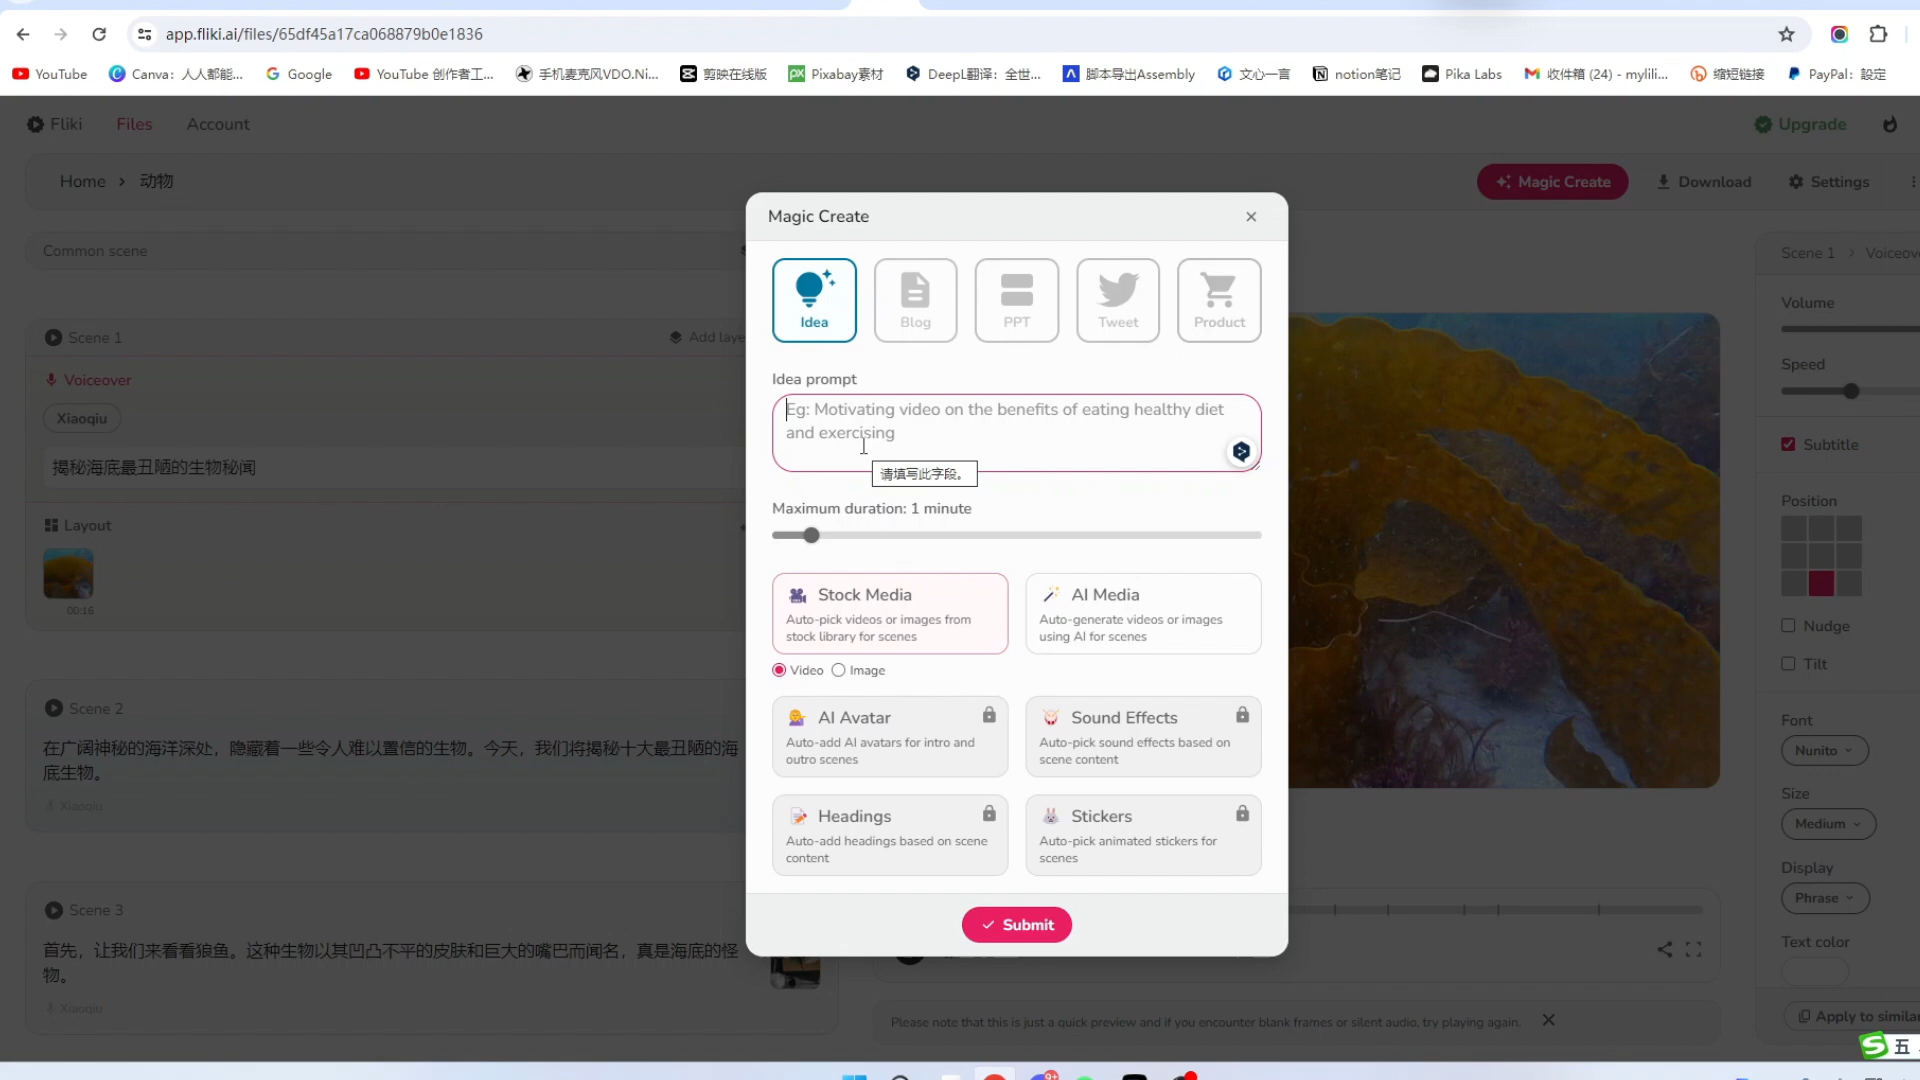 app.fliki.ai/files/65df45a17ca068879b0e1836
YouTube
Canva：人人都能...
Google
YouTube 创作者工...
手机麦克风VDO.Ni...
剪映在线版
Pixabay素材
DeepL翻译：全世...
脚本导出Assembly
文心一言
notion笔记
Pika Labs
收件箱 (24) - mylili...
缩短链接
PayPal：設定
Fliki
Files
Account
Upgrade
Home > 动物
Magic Create
Download
Settings
Common scene
Scene 1
Add laye
Voiceover
Xiaoqiu
揭秘海底最丑陋的生物秘闻
Layout
00:16
Scene 2
在广阔神秘的海洋深处，隐藏着一些令人难以置信的生物。今天，我们将揭秘十大最丑陋的海
底生物。
Xiaoqiu
Scene 3
首先，让我们来看看狼鱼。这种生物以其凹凸不平的皮肤和巨大的嘴巴而闻名，真是海底的怪
物。
Xiaoqiu
Magic Create
Idea
Blog
PPT
Tweet
Product
Idea prompt
Eg: Motivating video on the benefits of eating healthy diet
and exercising
请填写此字段。
Maximum duration: 1 minute
Stock Media
Auto-pick videos or images from
stock library for scenes
AI Media
Auto-generate videos or images
using AI for scenes
Video
Image
AI Avatar
Auto-add AI avatars for intro and
outro scenes
Sound Effects
Auto-pick sound effects based on
scene content
Headings
Auto-add headings based on scene
content
Stickers
Auto-pick animated stickers for
scenes
Submit
Please note that this is just a quick preview and if you encounter blank frames or silent audio, try playing again.
Scene 1 > Voiceov
Volume
Speed
Subtitle
Position
Nudge
Tilt
Font
Nunito
Size
Medium
Display
Phrase
Text color
Apply to simila
五
9+